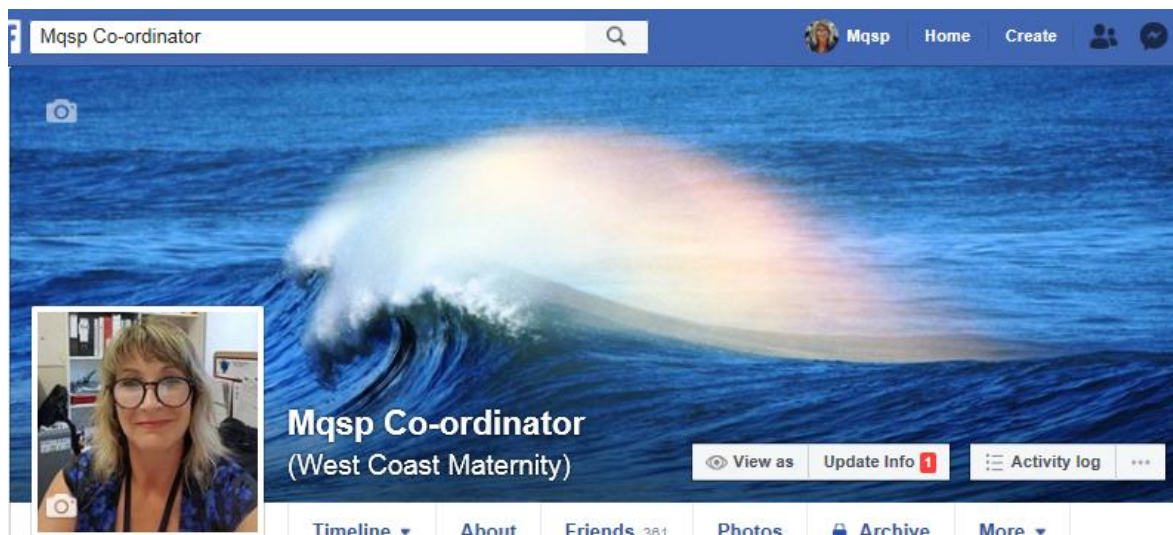 Mqsp Co-ordinator
Mqsp Home Create
Mqsp Co-ordinator
(West Coast Maternity)
View as Update Info 1 Activity log ...
Timeline About Friends 361 Photos Archive More